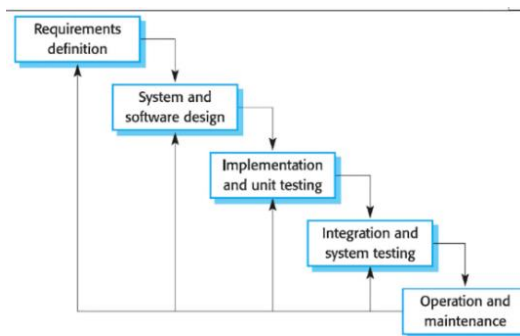 Requirements
definition
System and
software design
Implementation
and unit testing
Integration and
system testing
Operation and
maintenance